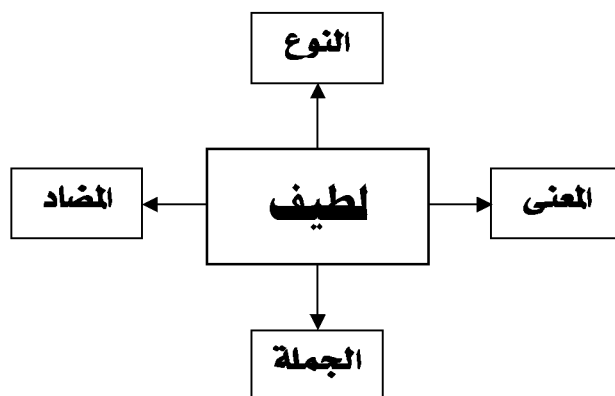 النوع
المعنى
لطيف
المضاد
الجملة